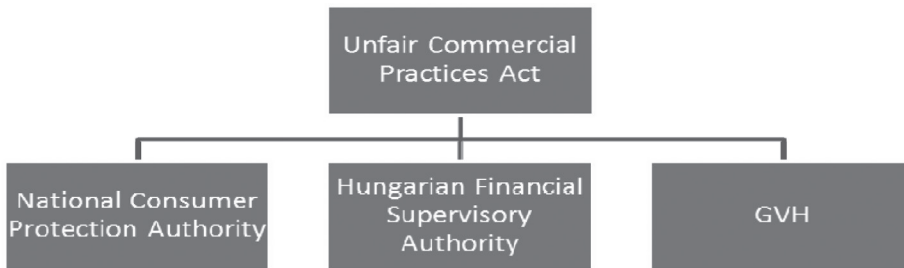 Unfair Commercial
Practices Act
National Consumer
Protection Authority
Hungarian Financial
Supervisory
Authority
GVH